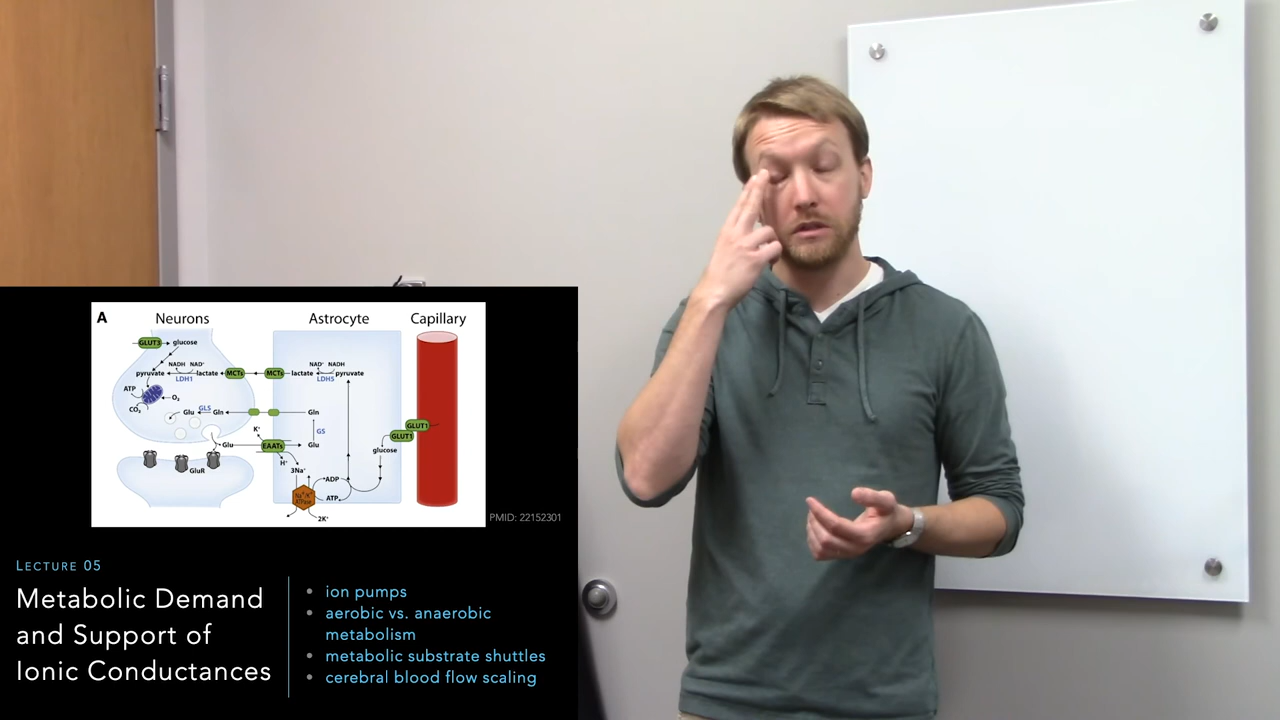 A
Neurons Astrocyte Capillary
GLUT3 glucose
NADH NAD⁺ NAD⁺ NADH
pyruvate lactate MCTs MCTs lactate pyruvate
LDH1 LDH5
ATP
O₂
CO₂
Glu GLS Gln Gln
GLUT1
K⁺ GS
GLUT1
Glu EAATs Glu
glucose
H⁺
GluR 3Na⁺
ADP
Na⁺/K⁺
ATPase
ATP
2K⁺
PMID: 22152301
LECTURE 05
Metabolic Demand
and Support of
Ionic Conductances
• ion pumps
• aerobic vs. anaerobic
metabolism
• metabolic substrate shuttles
• cerebral blood flow scaling